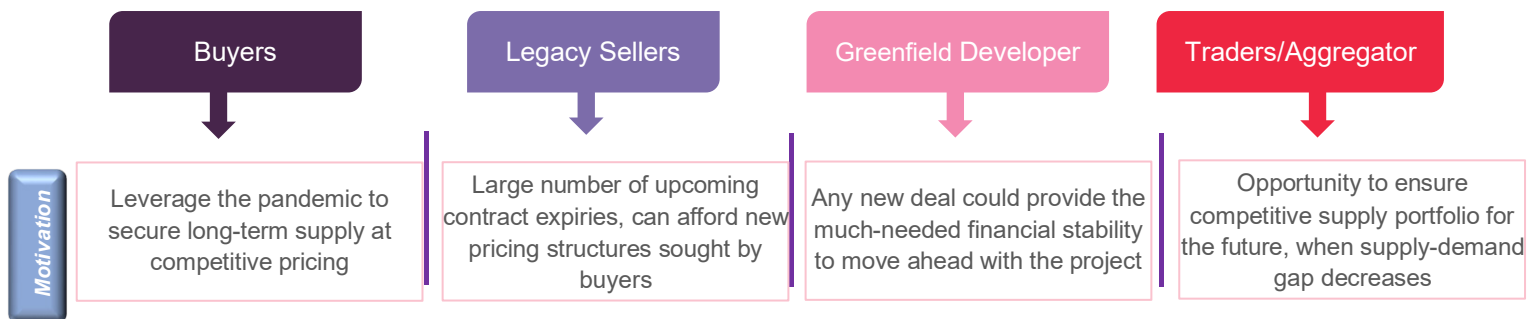 Buyers
Legacy Sellers
Greenfield Developer
Traders/Aggregator
Motivation
Leverage the pandemic to
secure long-term supply at
competitive pricing
Large number of upcoming
contract expiries, can afford new
pricing structures sought by
buyers
Any new deal could provide the
much-needed financial stability
to move ahead with the project
Opportunity to ensure
competitive supply portfolio for
the future, when supply-demand
gap decreases